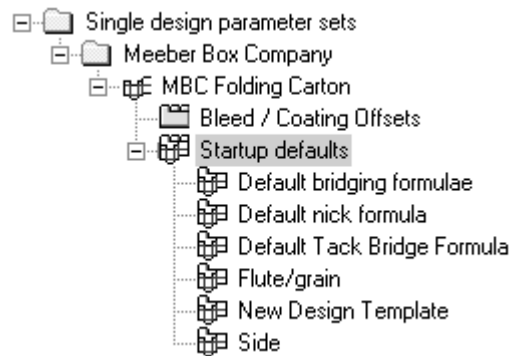 Single design parameter sets
Meeber Box Company
MBC Folding Carton
Bleed / Coating Offsets
Startup defaults
Default bridging formulae
Default nick formula
Default Tack Bridge Formula
Flute/grain
New Design Template
Side